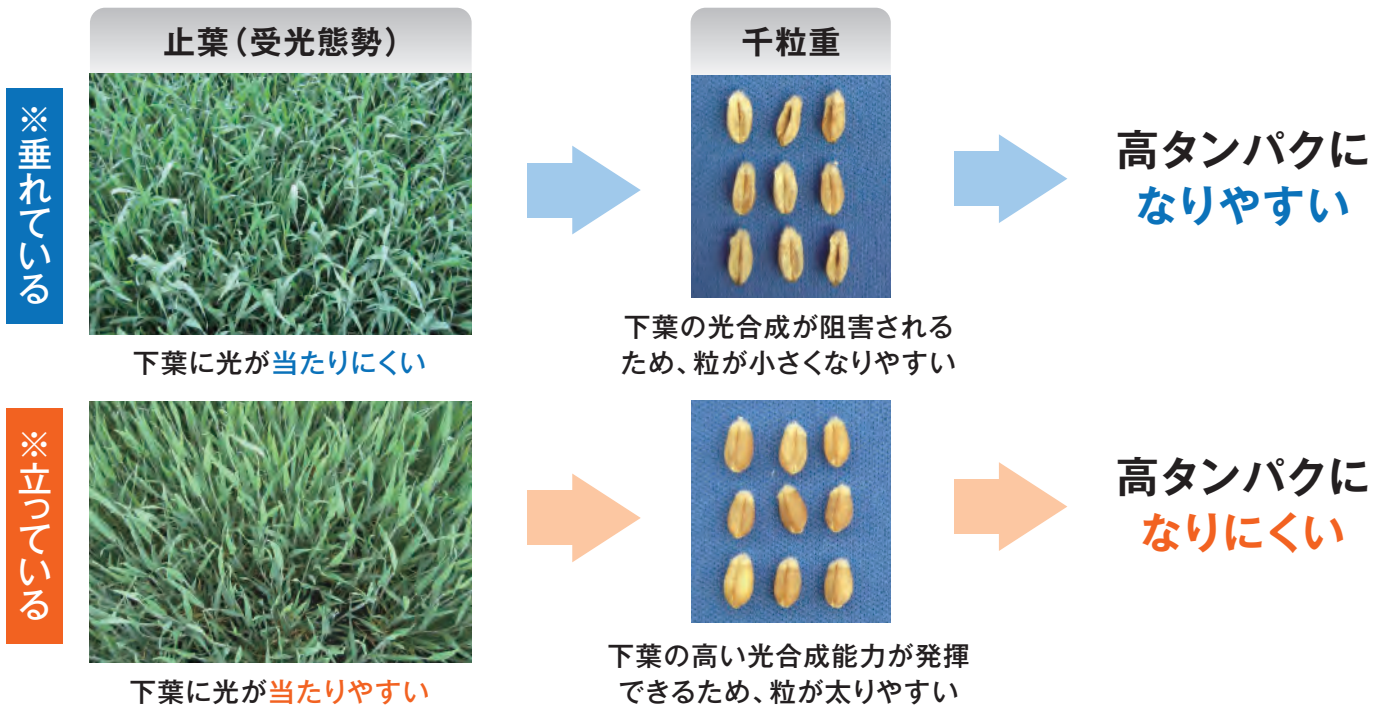 止葉（受光態勢）
千粒重
※垂れている
下葉に光が当たりにくい
下葉の光合成が阻害される
ため、粒が小さくなりやすい
高タンパクに
なりやすい
※立っている
下葉に光が当たりやすい
下葉の高い光合成能力が発揮
できるため、粒が太りやすい
高タンパクに
なりにくい